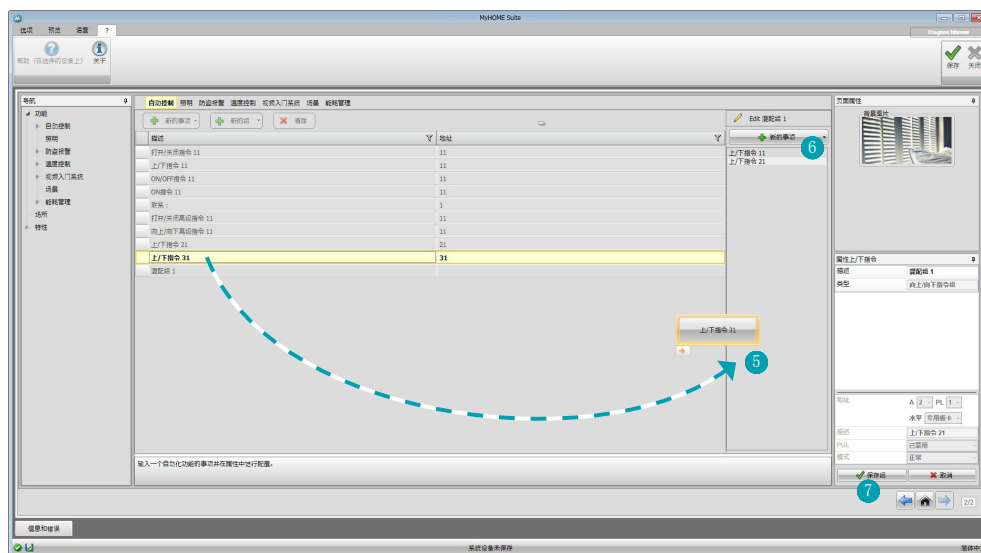 MyHOME Suite
选项 预览 语言 ?
帮助 (在选择的设备上) 关于
保存 关闭
导航
自动控制 照明 防盗报警 温度控制 视频入门系统 场景 能耗管理
页面属性
功能
自动控制
照明
防盗报警
温度控制
视频入门系统
场景
能耗管理
场所
特性
新的事项 新的组 清除
描述 地址
打开/关闭指令 11 11
上/下指令 11 11
ON/OFF指令 11 11
ON指令 11 11
联系 : 1
打开/关闭高级指令 11 11
向上/向下高级指令 11 11
上/下指令 21 21
上/下指令 31 31
混配组 1
Edit 混配组 1
新的事项
6
上/下指令 11
上/下指令 21
上/下指令 31
5
背景图片
属性上/下指令
描述 混配组 1
类型 向上/向下指令组
地址 A 2 PL 1
水平 专用板卡
描述 上/下指令 21
PUL 已禁用
模式 正常
保存组 取消
7
输入一个自动化功能的事项并在属性中进行配置。
2/2
信息和错误
系统设备未保存
简体中